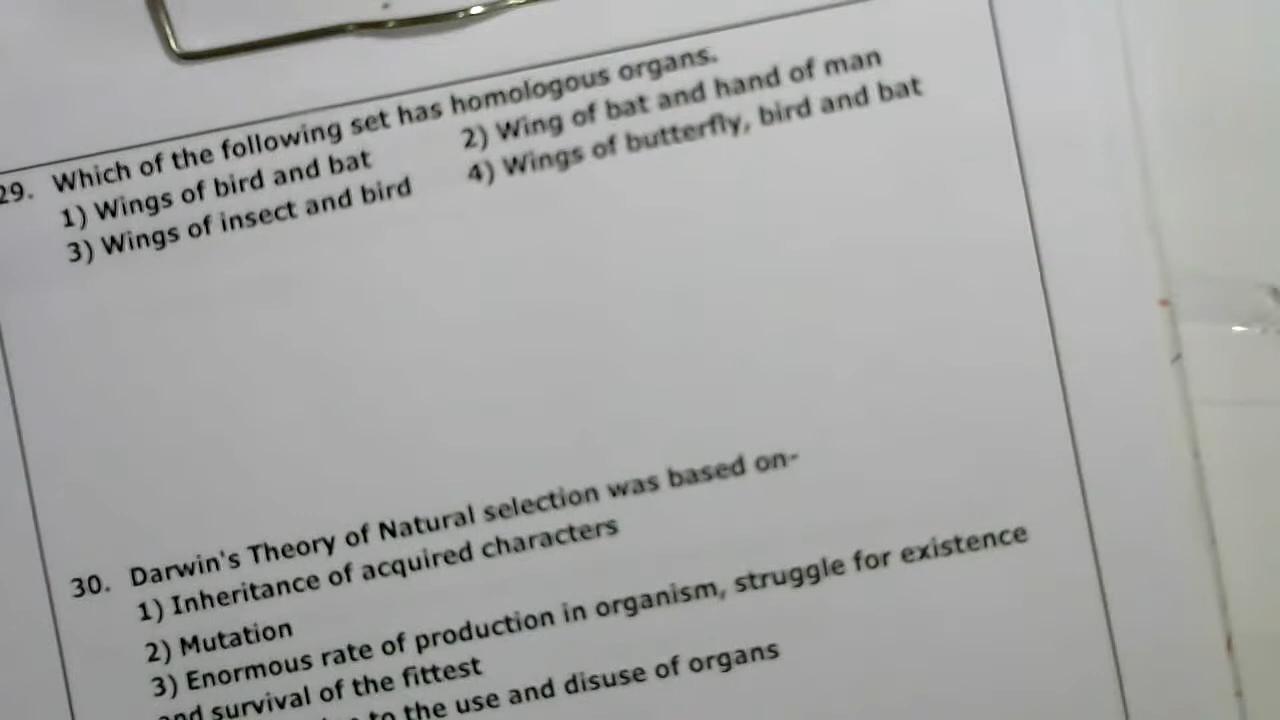 29. Which of the following set has homologous organs.
1) Wings of bird and bat 2) Wing of bat and hand of man
3) Wings of insect and bird 4) Wings of butterfly, bird and bat
30. Darwin's Theory of Natural selection was based on-
1) Inheritance of acquired characters
2) Mutation
3) Enormous rate of production in organism, struggle for existence
and survival of the fittest
to the use and disuse of organs